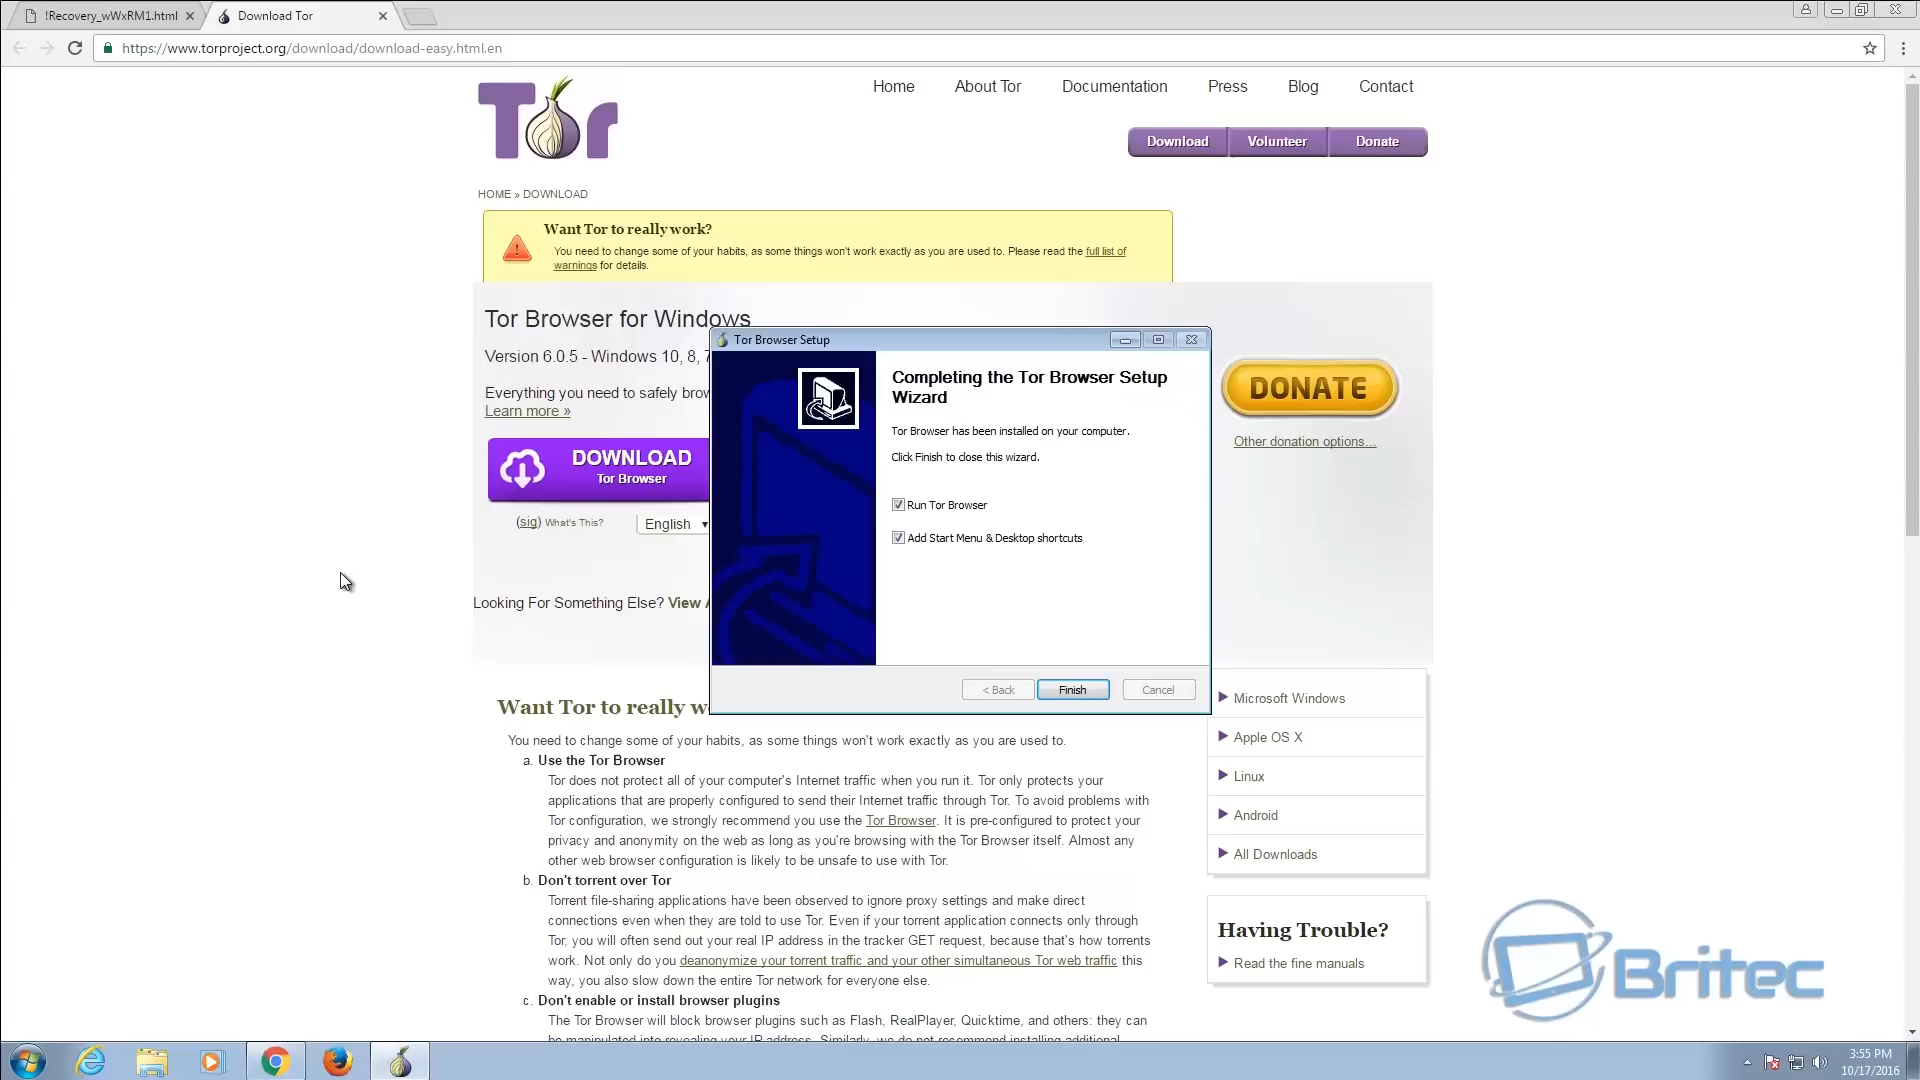 !Recovery_wWxRM1.html
Download Tor
https://www.torproject.org/download/download-easy.html.en
Tor
Home
About Tor
Documentation
Press
Blog
Contact
Download
Volunteer
Donate
HOME » DOWNLOAD
Want Tor to really work?
You need to change some of your habits, as some things won't work exactly as you are used to. Please read the full list of
warnings for details.
Tor Browser for Windows
Version 6.0.5 - Windows 10, 8, 7
Everything you need to safely brow
Learn more »
DOWNLOAD
Tor Browser
(sig) What's This?
English
Looking For Something Else? View A
Tor Browser Setup
Completing the Tor Browser Setup
Wizard
Tor Browser has been installed on your computer.
Click Finish to close this wizard.
Run Tor Browser
Add Start Menu & Desktop shortcuts
< Back
Finish
Cancel
DONATE
Other donation options...
Want Tor to really w
You need to change some of your habits, as some things won't work exactly as you are used to.
a. Use the Tor Browser
Tor does not protect all of your computer's Internet traffic when you run it. Tor only protects your
applications that are properly configured to send their Internet traffic through Tor. To avoid problems with
Tor configuration, we strongly recommend you use the Tor Browser. It is pre-configured to protect your
privacy and anonymity on the web as long as you're browsing with the Tor Browser itself. Almost any
other web browser configuration is likely to be unsafe to use with Tor.
b. Don't torrent over Tor
Torrent file-sharing applications have been observed to ignore proxy settings and make direct
connections even when they are told to use Tor. Even if your torrent application connects only through
Tor, you will often send out your real IP address in the tracker GET request, because that's how torrents
work. Not only do you deanonymize your torrent traffic and your other simultaneous Tor web traffic this
way, you also slow down the entire Tor network for everyone else.
c. Don't enable or install browser plugins
The Tor Browser will block browser plugins such as Flash, RealPlayer, Quicktime, and others: they can
be manipulated into revealing your IP address. Similarly, we do not recommend installing additional
Microsoft Windows
Apple OS X
Linux
Android
All Downloads
Having Trouble?
Read the fine manuals
Britec
3:55 PM
10/17/2016